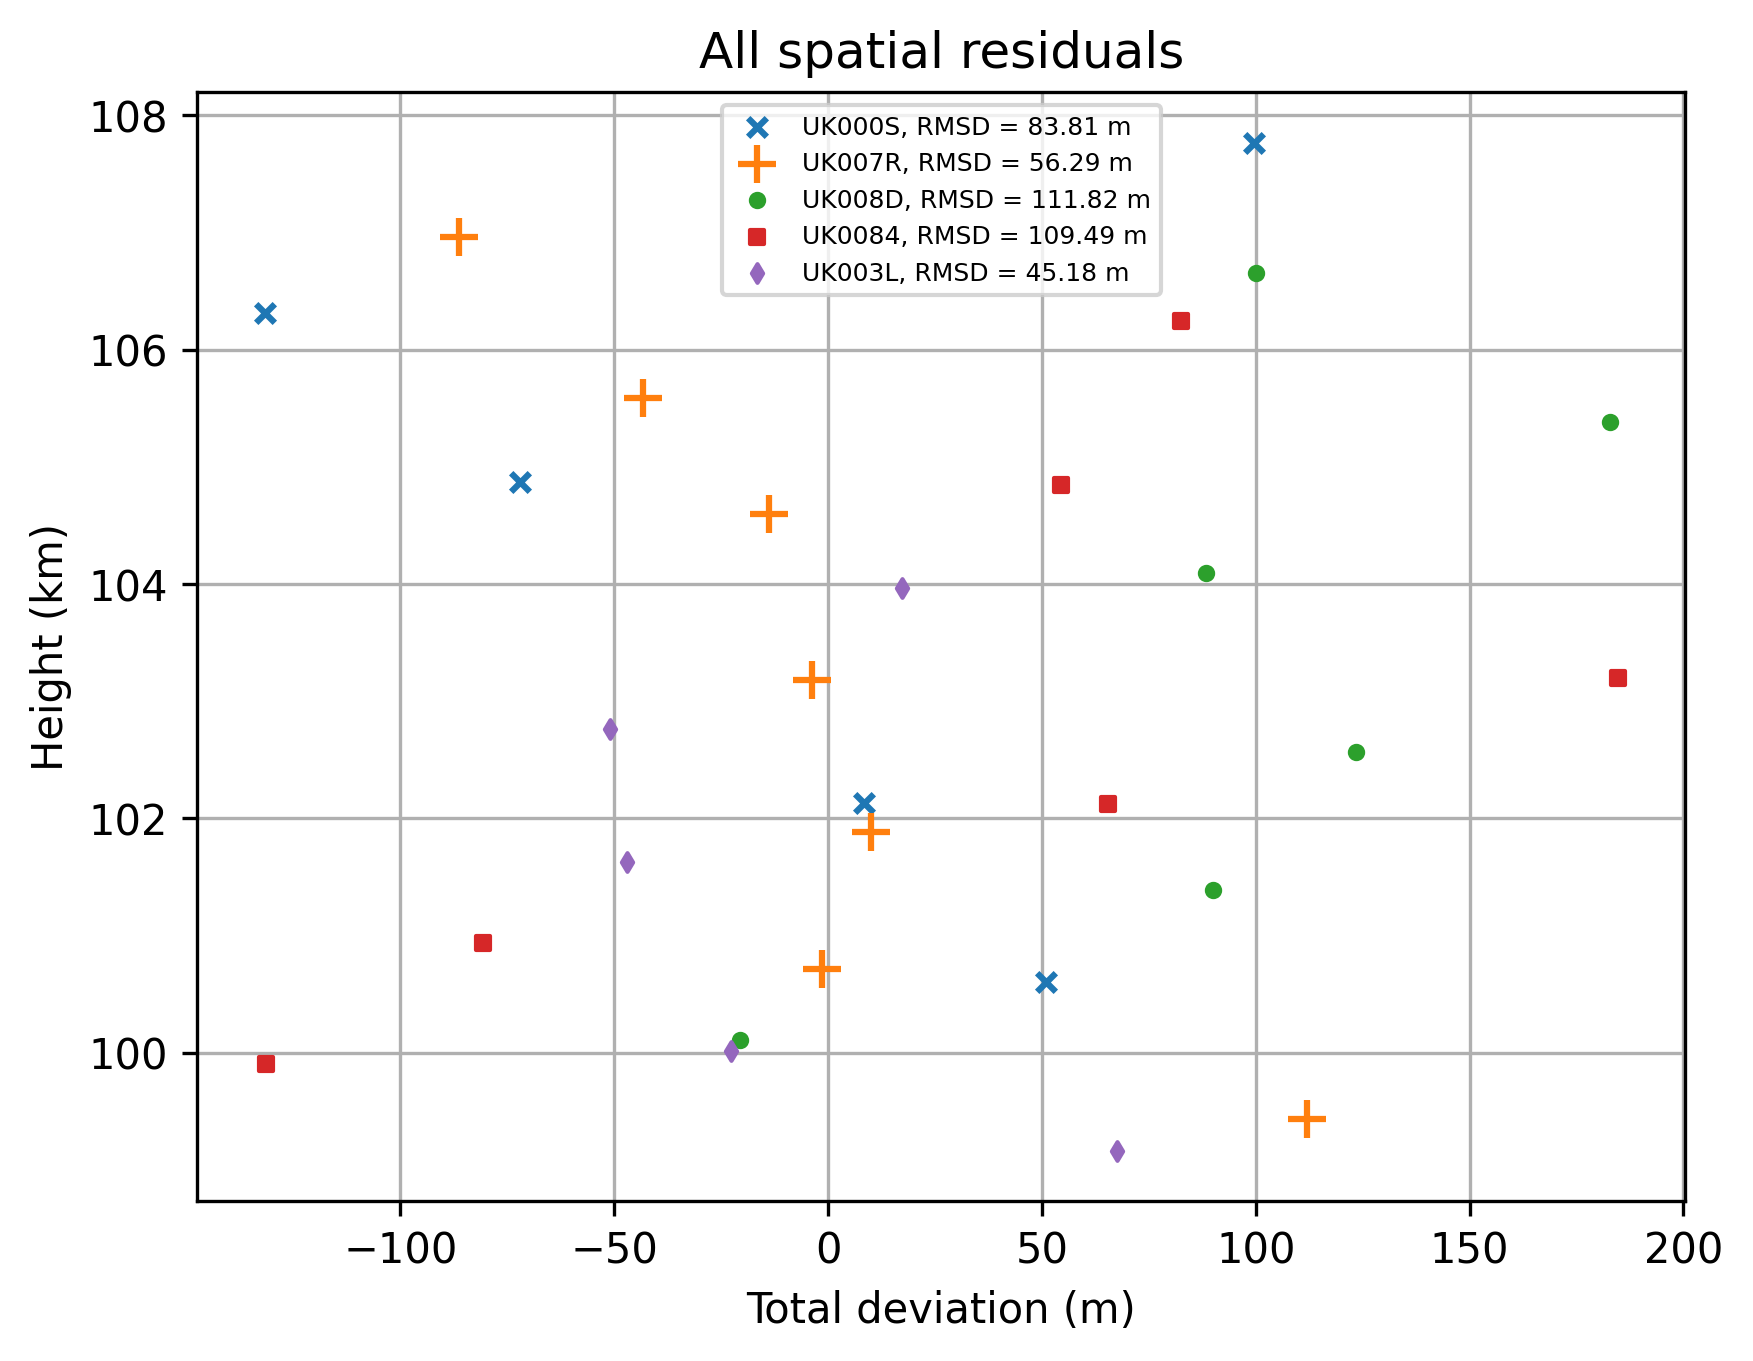 All spatial residuals
108
106
104
102
100
Height (km)
UK000S, RMSD = 83.81 m
UK007R, RMSD = 56.29 m
UK008D, RMSD = 111.82 m
UK0084, RMSD = 109.49 m
UK003L, RMSD = 45.18 m
−100 −50 0 50 100 150 200
Total deviation (m)